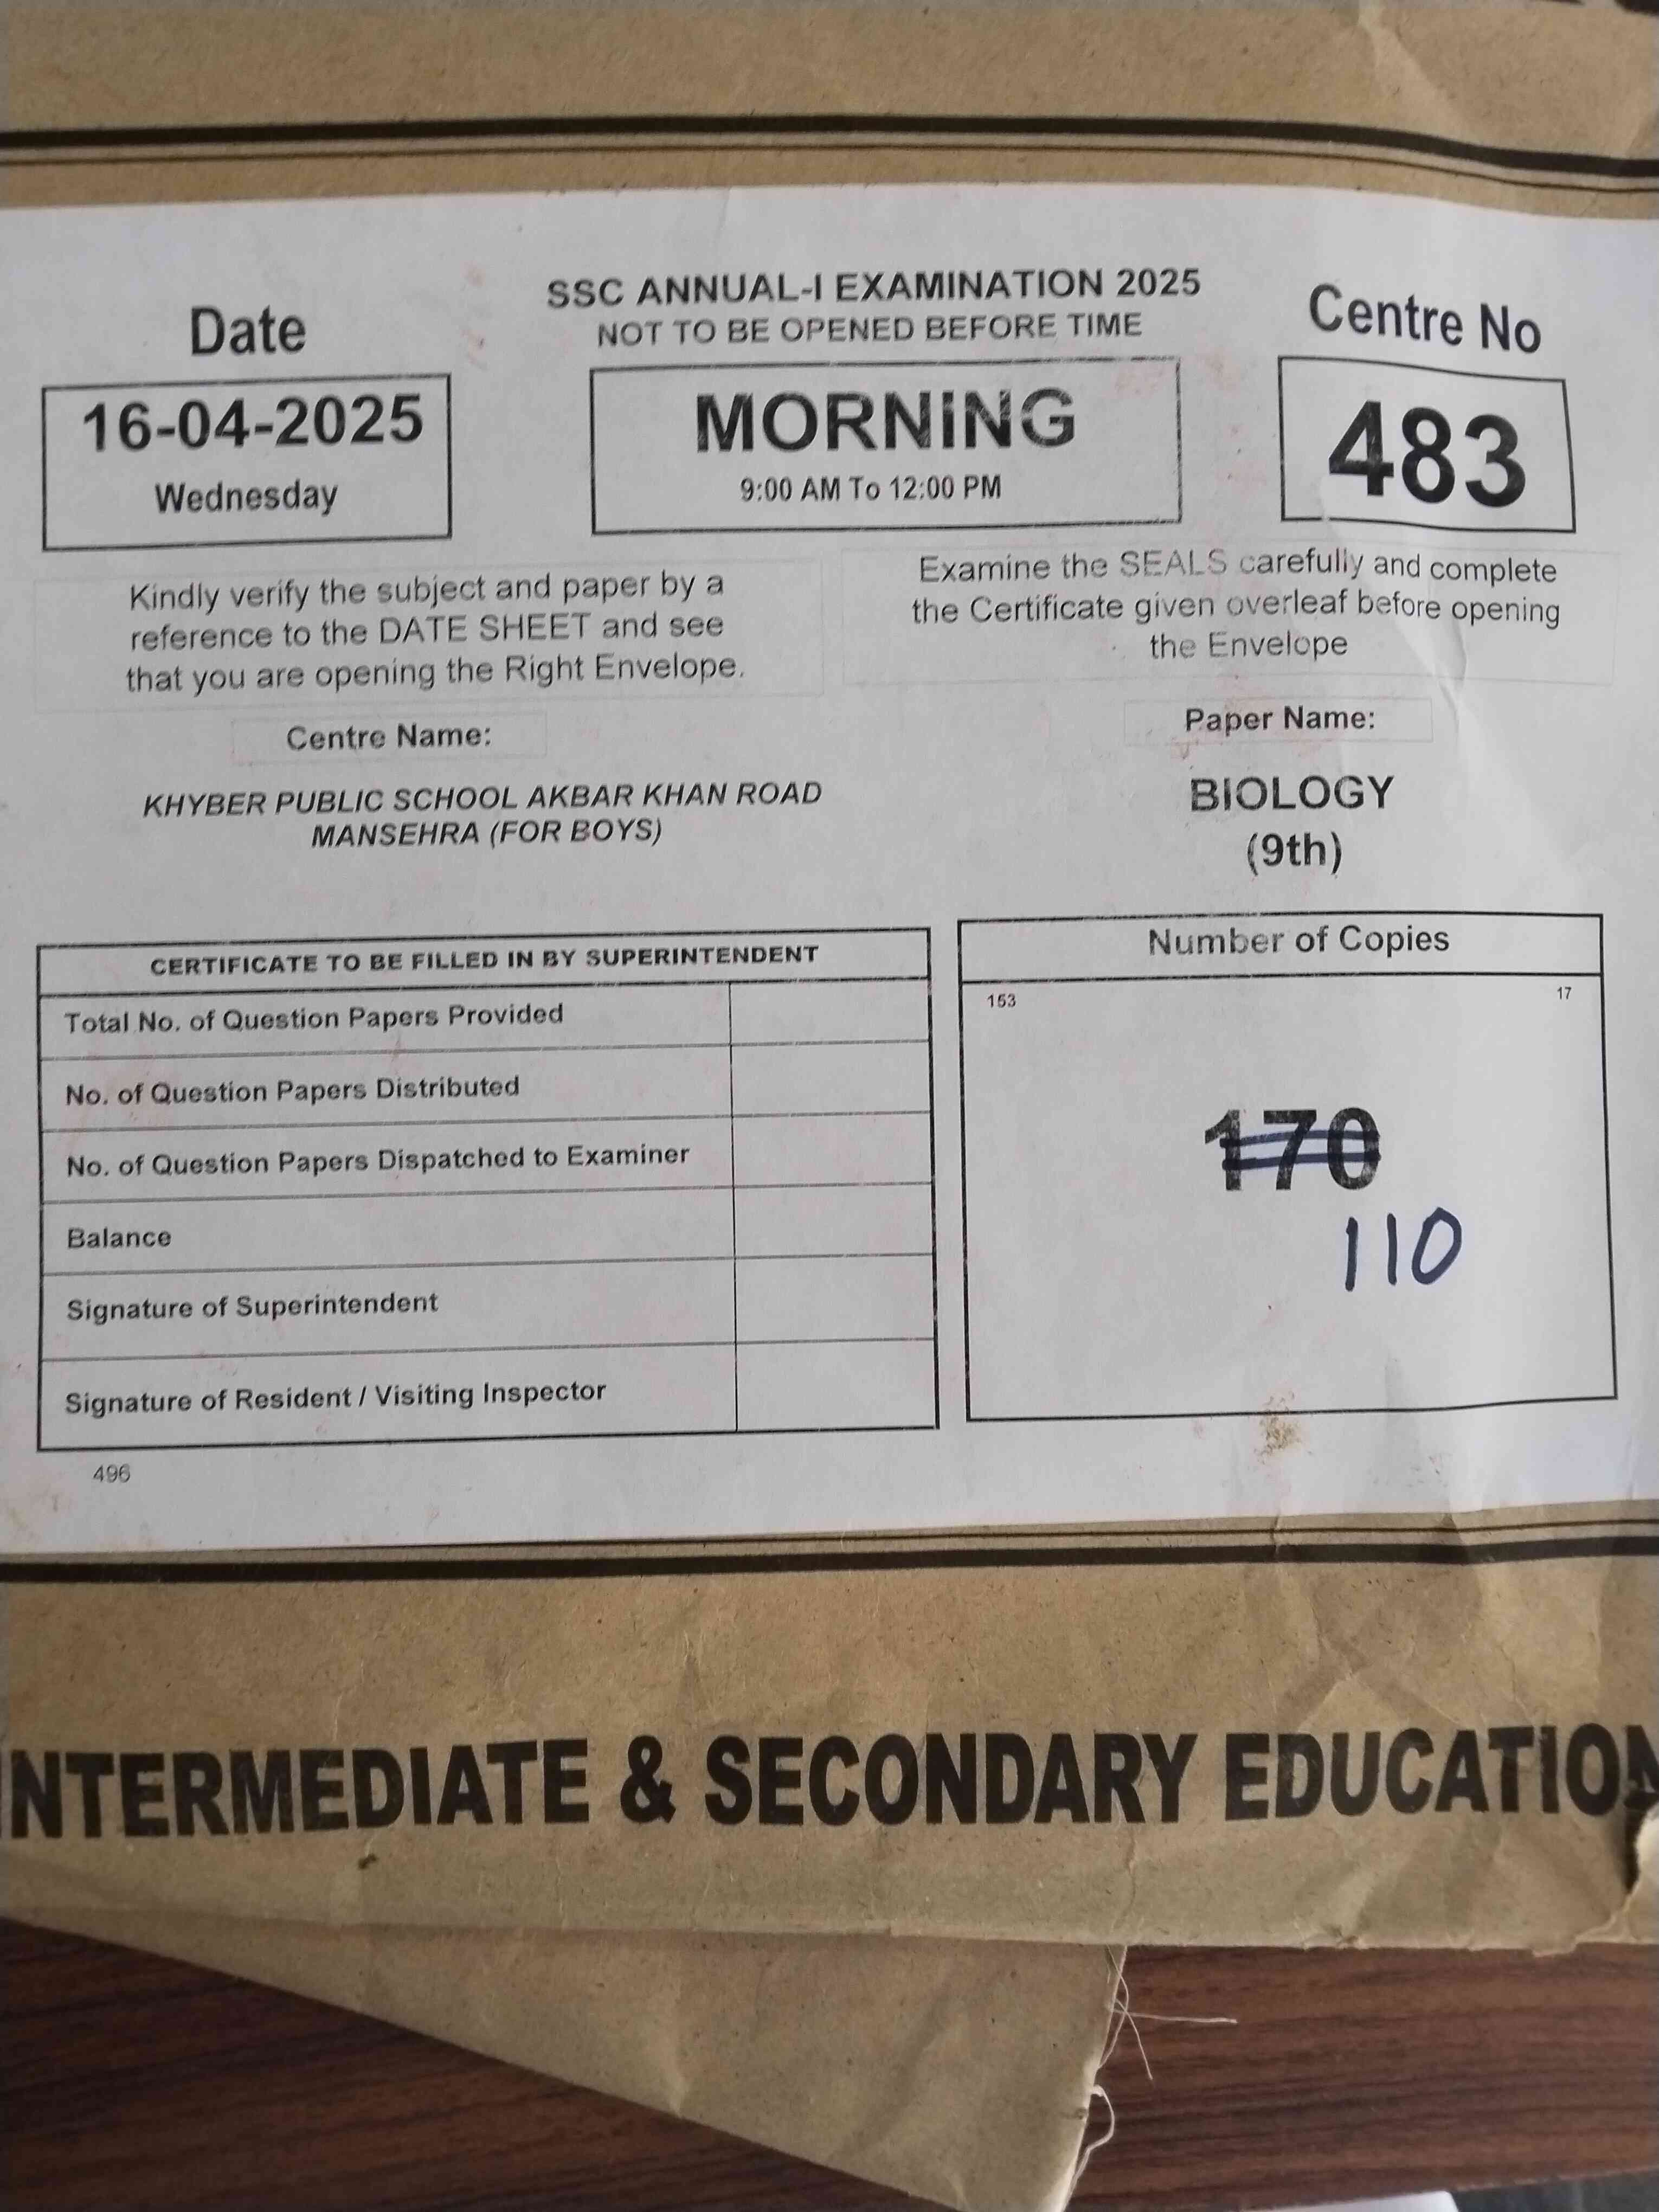 SSC ANNUAL-I EXAMINATION 2025
NOT TO BE OPENED BEFORE TIME
Date
16-04-2025
Wednesday
MORNING
9:00 AM To 12:00 PM
Centre No
483
Kindly verify the subject and paper by a
reference to the DATE SHEET and see
that you are opening the Right Envelope.
Examine the SEALS carefully and complete
the Certificate given overleaf before opening
the Envelope
Centre Name:
KHYBER PUBLIC SCHOOL AKBAR KHAN ROAD
MANSEHRA (FOR BOYS)
Paper Name:
BIOLOGY
(9th)
CERTIFICATE TO BE FILLED IN BY SUPERINTENDENT
Total No. of Question Papers Provided
No. of Question Papers Distributed
No. of Question Papers Dispatched to Examiner
Balance
Signature of Superintendent
Signature of Resident / Visiting Inspector
Number of Copies
153 17
170
110
496
INTERMEDIATE & SECONDARY EDUCATION